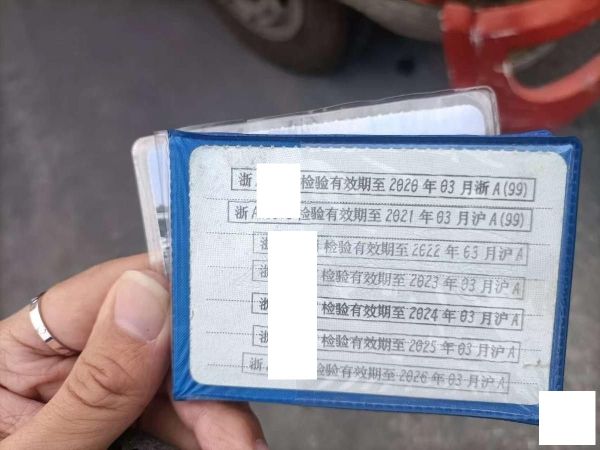 浙 检验有效期至 2020 年 03 月浙 A(99)
浙 A 检验有效期至 2021 年 03 月沪 A(99)
浙 检验有效期至 2022 年 03 月沪 A
浙 检验有效期至 2023 年 03 月沪 A
浙 检验有效期至 2024 年 03 月沪 A
浙 检验有效期至 2025 年 03 月沪 A
浙 检验有效期至 2026 年 03 月沪 A